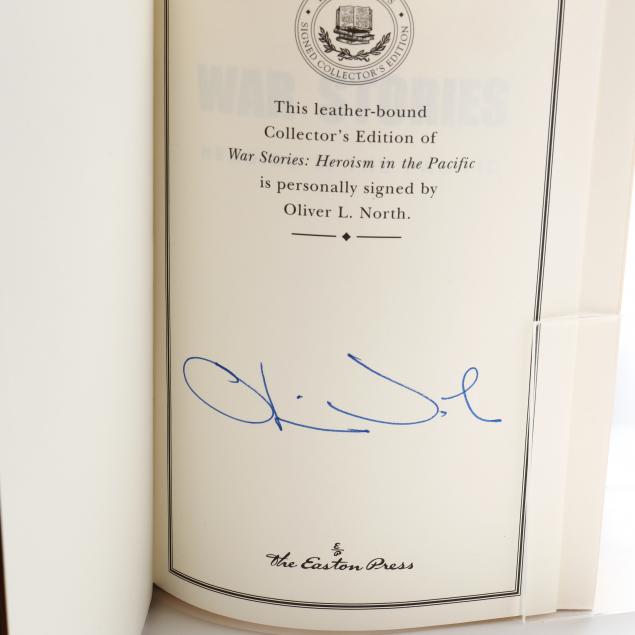 SIGNED COLLECTOR'S EDITION
This leather-bound
Collector's Edition of
War Stories: Heroism in the Pacific
is personally signed by
Oliver L. North.
The Easton Press